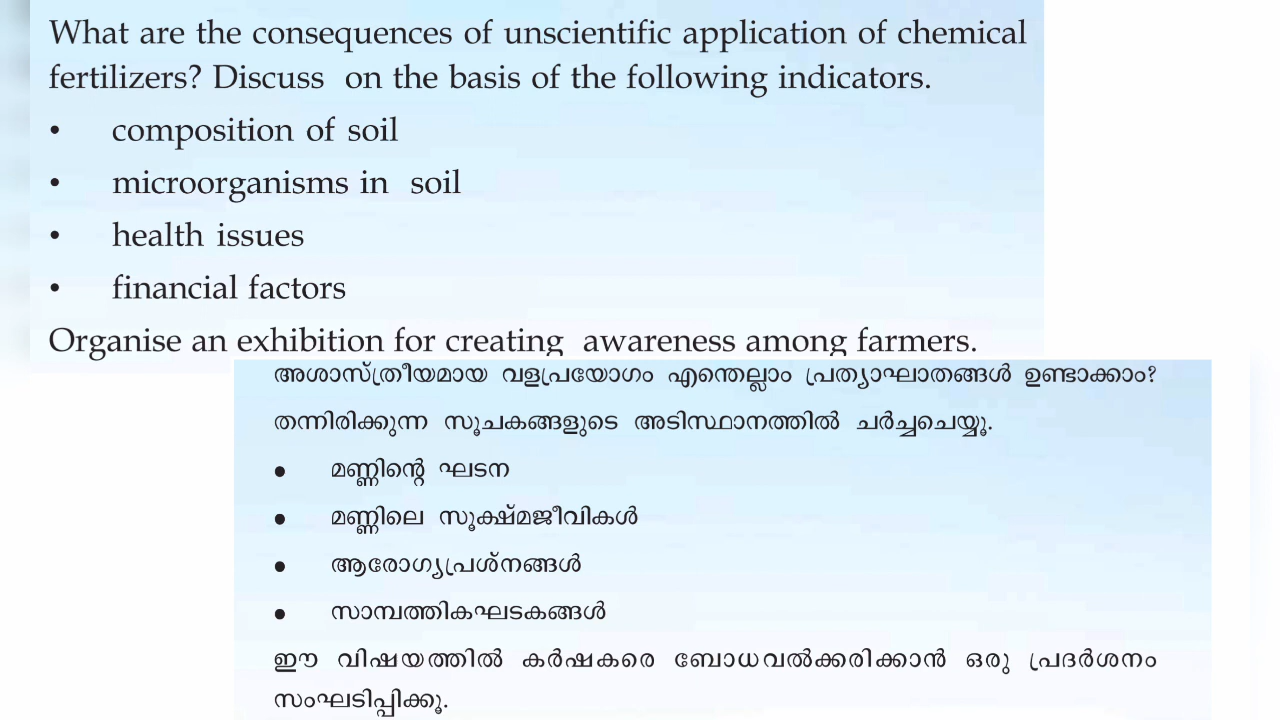 What are the consequences of unscientific application of chemical
fertilizers? Discuss on the basis of the following indicators.
• composition of soil
• microorganisms in soil
• health issues
• financial factors
Organise an exhibition for creating awareness among farmers.
അശാസ്ത്രീയമായ വളപ്രയോഗം എന്തെല്ലാം പ്രത്യാഘാതങ്ങൾ ഉണ്ടാക്കാം?
തന്നിരിക്കുന്ന സൂചകങ്ങളുടെ അടിസ്ഥാനത്തിൽ ചർച്ചചെയ്യൂ.
● മണ്ണിന്റെ ഘടന
● മണ്ണിലെ സൂക്ഷ്മജീവികൾ
● ആരോഗ്യപ്രശ്നങ്ങൾ
● സാമ്പത്തികഘടകങ്ങൾ
ഈ വിഷയത്തിൽ കർഷകരെ ബോധവൽക്കരിക്കാൻ ഒരു പ്രദർശനം
സംഘടിപ്പിക്കൂ.